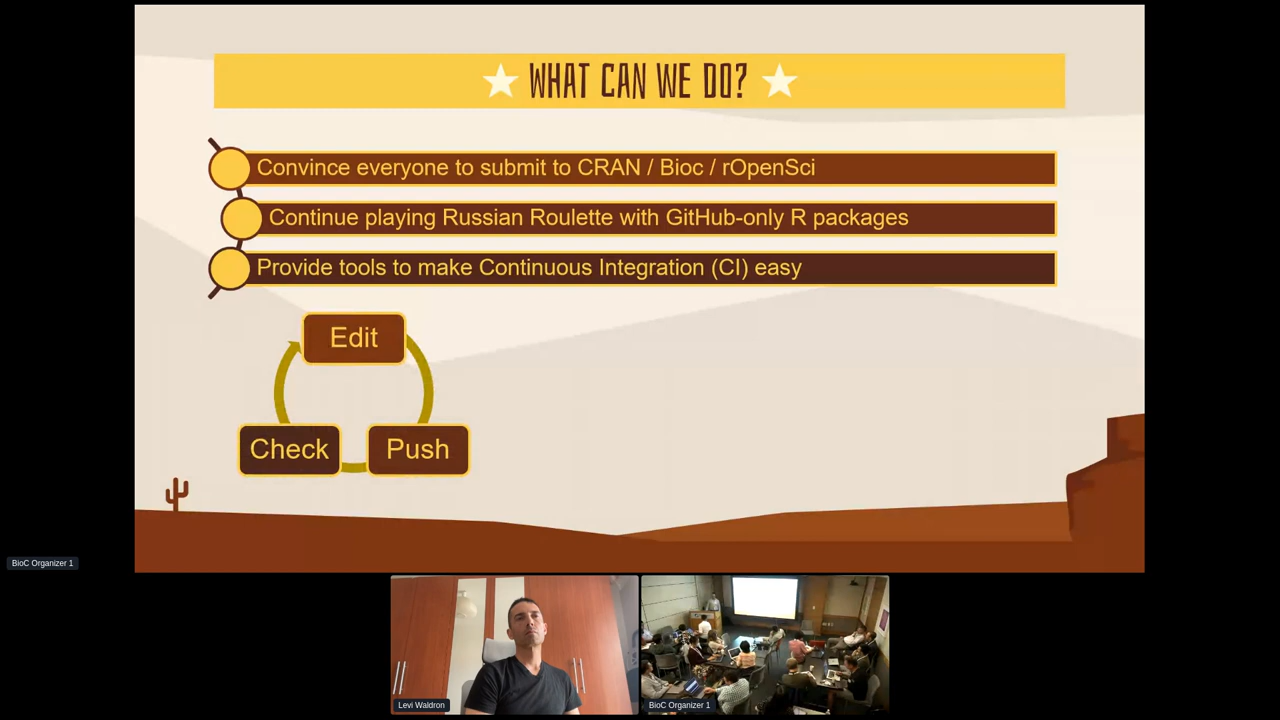 WHAT CAN WE DO?
Convince everyone to submit to CRAN / Bioc / rOpenSci
Continue playing Russian Roulette with GitHub-only R packages
Provide tools to make Continuous Integration (CI) easy
Edit
Check
Push
BioC Organizer 1
Levi Waldron
BioC Organizer 1